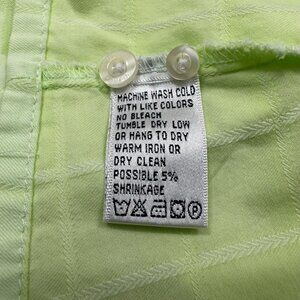 MACHINE WASH COLD
WITH LIKE COLORS
NO BLEACH
TUMBLE DRY LOW
OR HANG TO DRY
WARM IRON OR
DRY CLEAN
POSSIBLE 5%
SHRINKAGE
P